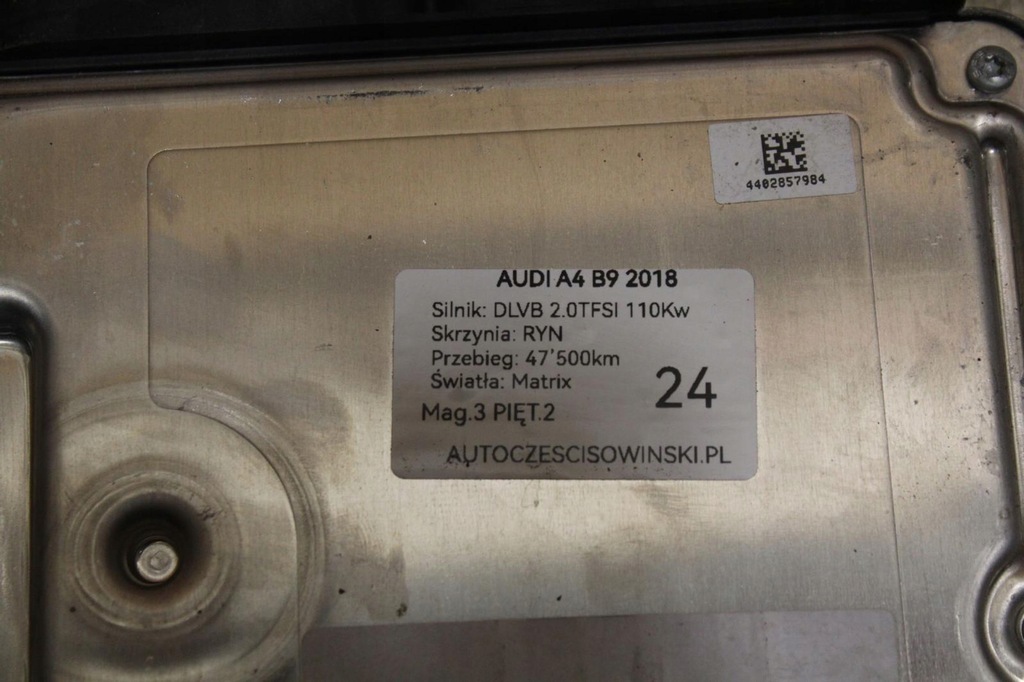 4402857984
AUDI A4 B9 2018
Silnik: DLVB 2.0TFSI 110Kw
Skrzynia: RYN
Przebieg: 47'500km
Światła: Matrix
24
Mag.3 PIĘT.2
AUTOCZESCISOWINSKI.PL